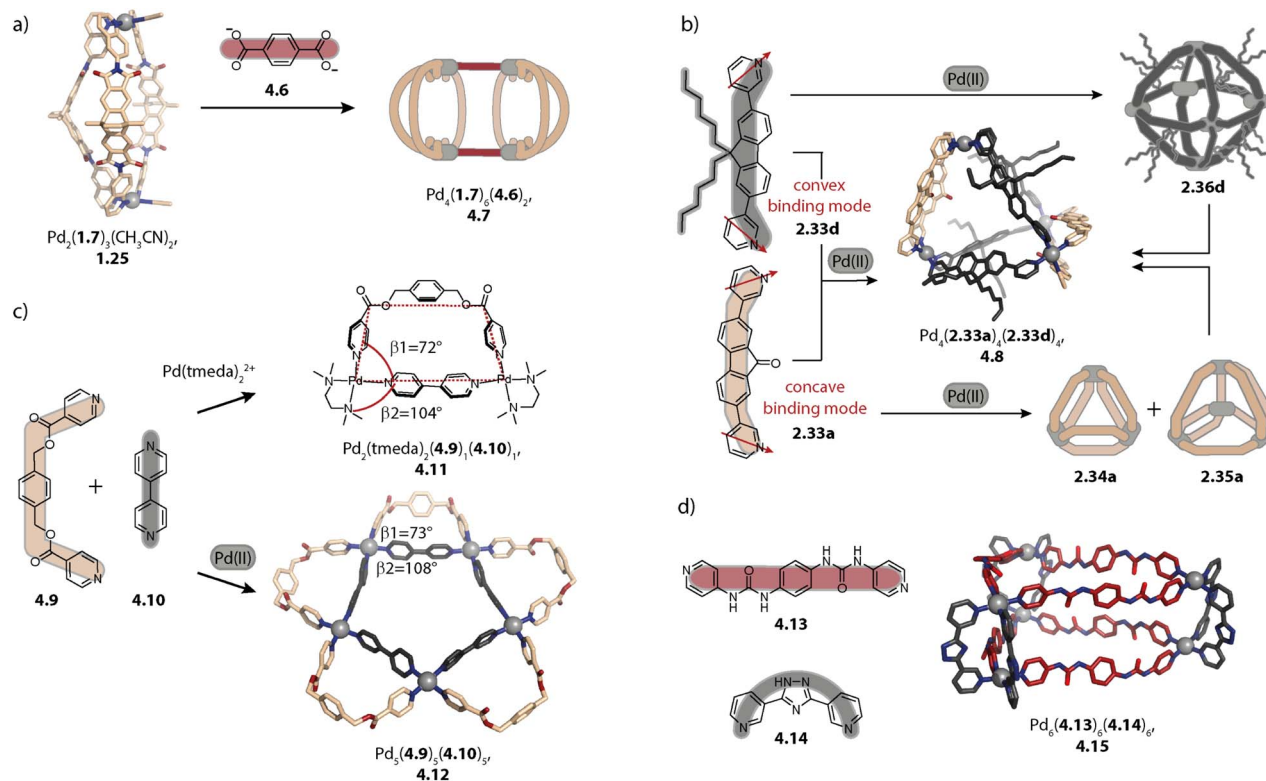 a)
4.6
Pd2(1.7)3(CH3CN)2,
1.25
Pd4(1.7)6(4.6)2,
4.7
O
O
−
O
O
−
b)
N
N
convex
binding mode
2.33d
Pd(II)
2.36d
Pd(II)
N
O
N
concave
binding mode
2.33a
Pd4(2.33a)4(2.33d)4,
4.8
Pd(II)
+
2.34a
2.35a
c)
N
O
O
O
O
N
4.9
+
N
N
4.10
Pd(tmeda)2 2+
O
O
O
O
N
N
β1=72°
N
Pd
N
N
Pd
N
N
N
β2=104°
Pd2(tmeda)2(4.9)1(4.10)1,
4.11
Pd(II)
β1=73°
β2=108°
Pd5(4.9)5(4.10)5,
4.12
d)
N
O
N
H
N
H
H
N
H
N
O
N
4.13
HN
N
N
N
N
4.14
Pd6(4.13)6(4.14)6,
4.15